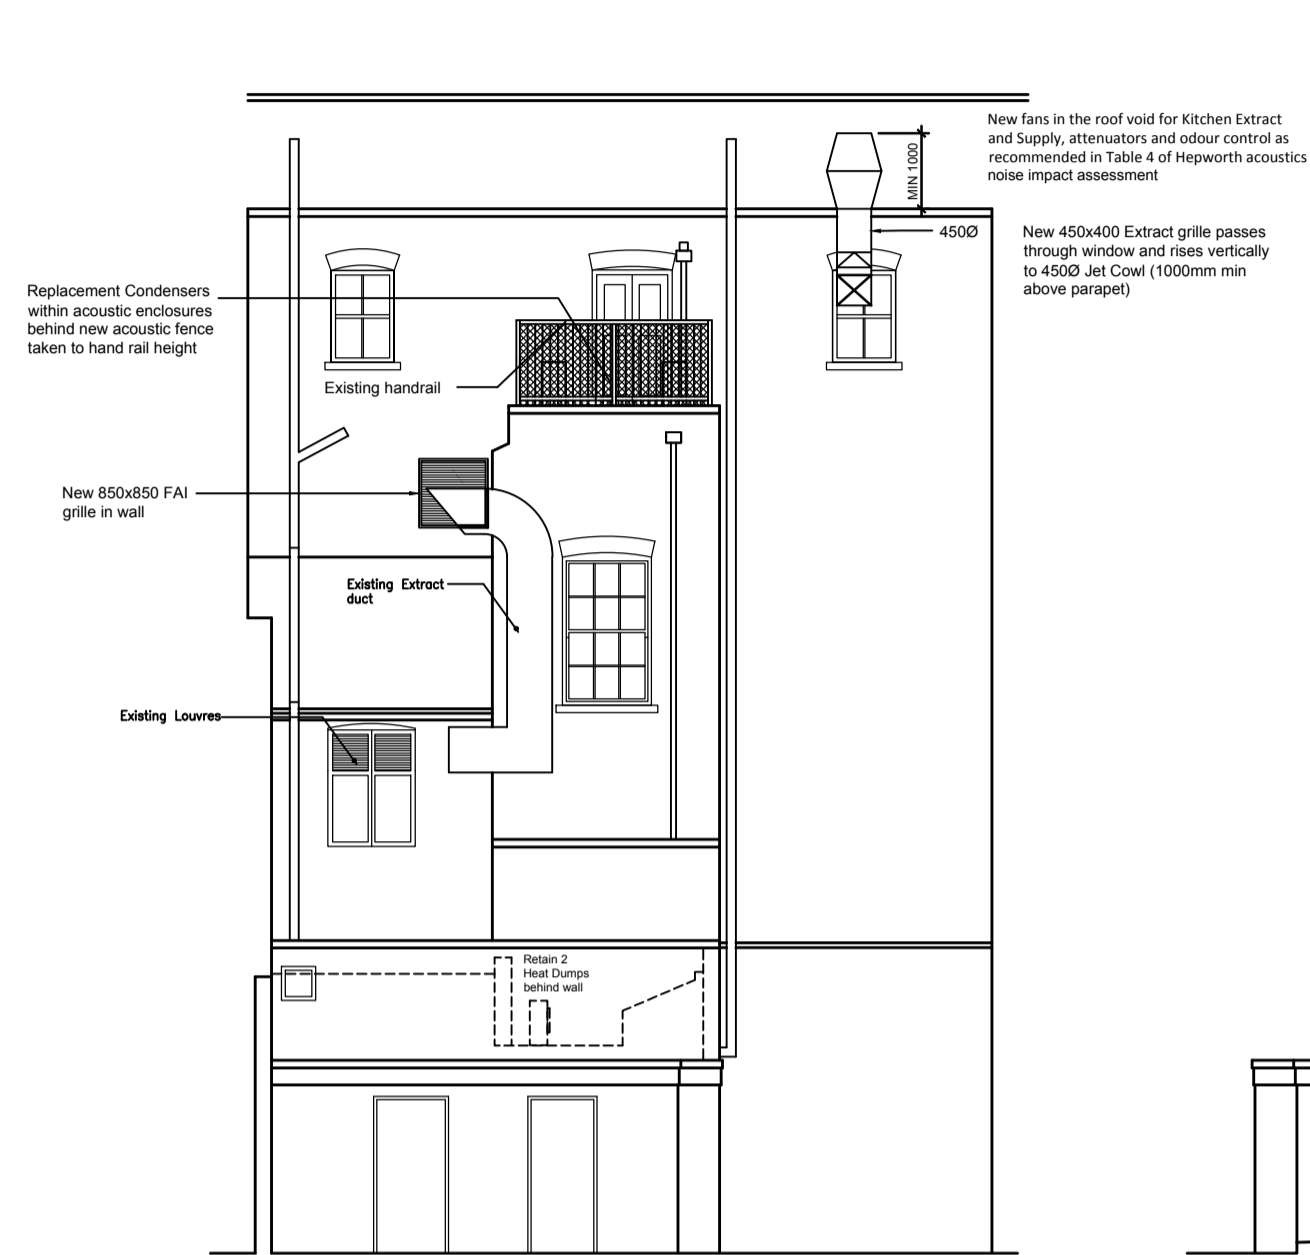 New fans in the roof void for Kitchen Extract
and Supply, attenuators and odour control as
recommended in Table 4 of Hepworth acoustics
noise impact assessment
MIN 1000
450Ø
New 450x400 Extract grille passes
through window and rises vertically
to 450Ø Jet Cowl (1000mm min
above parapet)
Replacement Condensers
within acoustic enclosures
behind new acoustic fence
taken to hand rail height
Existing handrail
New 850x850 FAI
grille in wall
Existing Extract
duct
Existing Louvres
Retain 2
Heat Dumps
behind wall